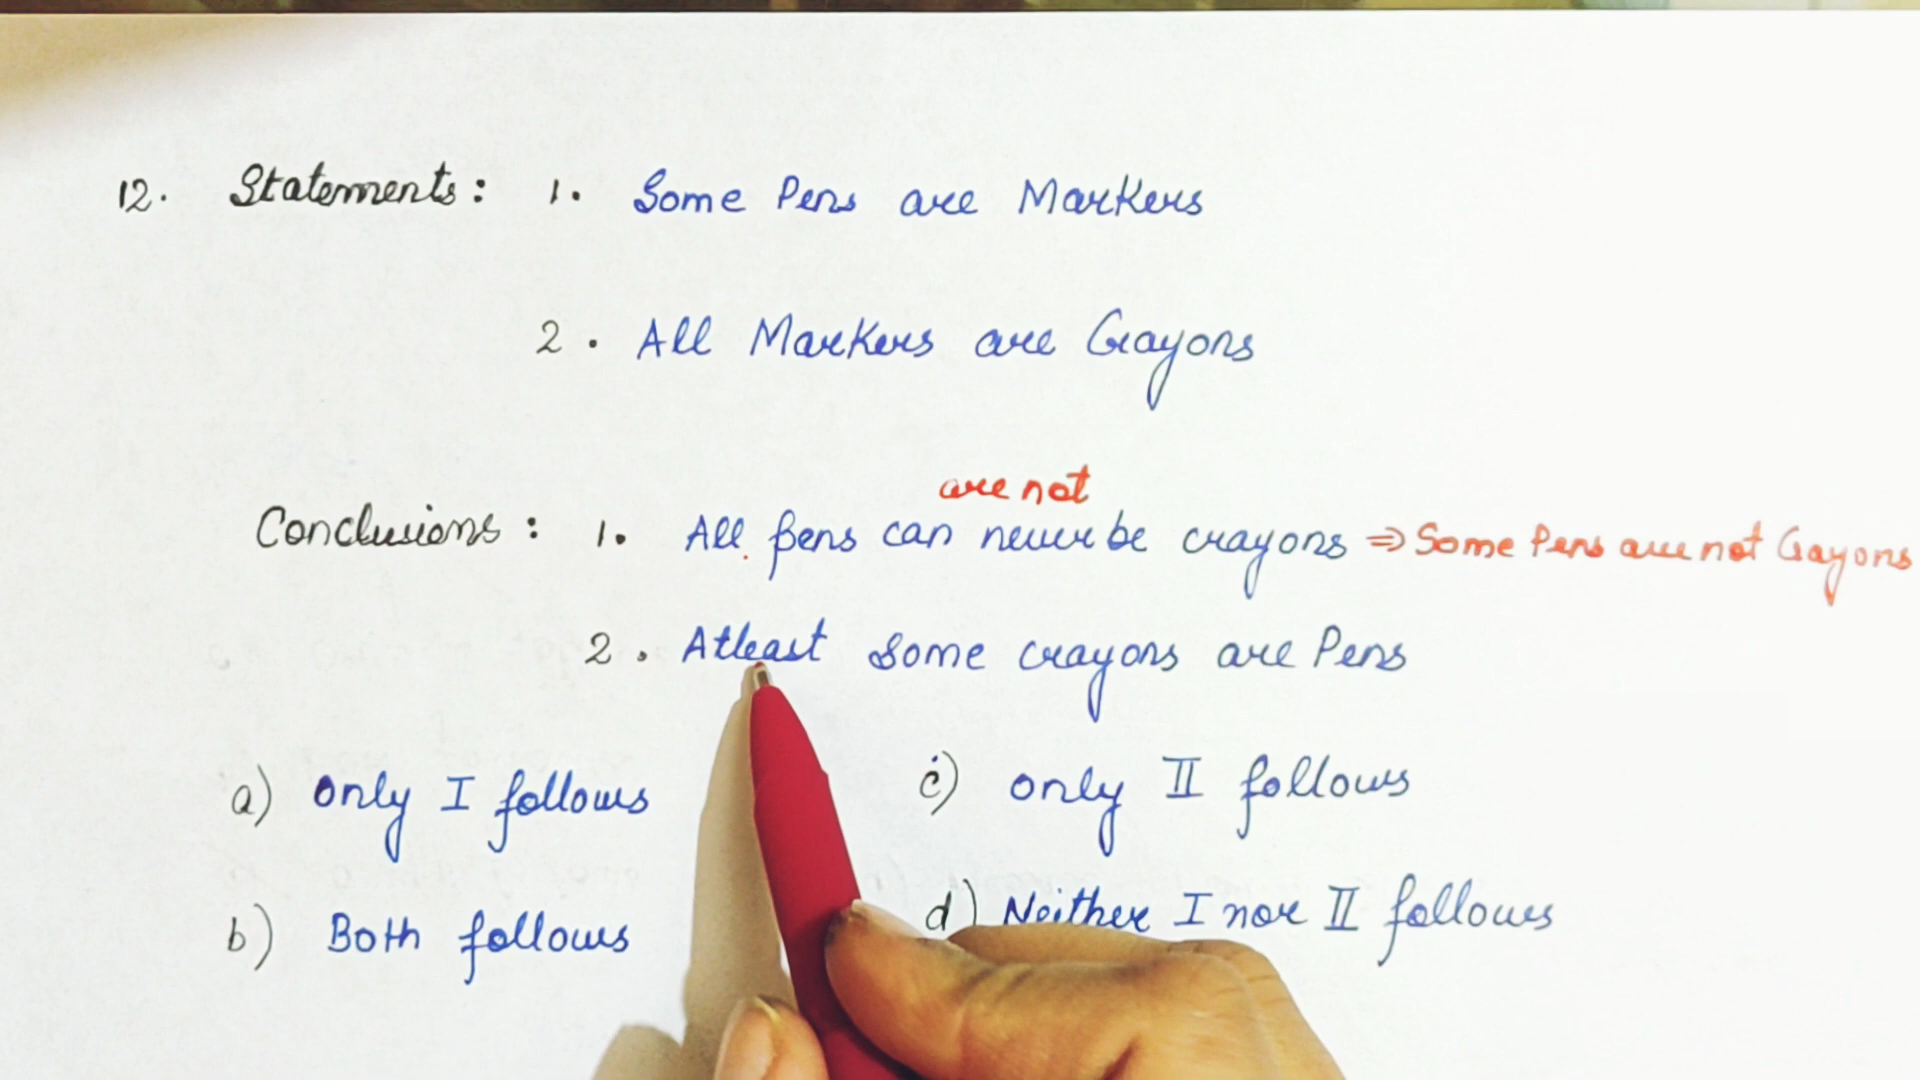 12. Statements: 1. Some Pens are Markers
2. All Markers are Crayons
are not
Conclusions: 1. All pens can never be crayons ⇒ Some Pens are not Crayons
2. Atleast some crayons are Pens
a) only I follows
c) only II follows
b) Both follows
d) Neither I nor II follows